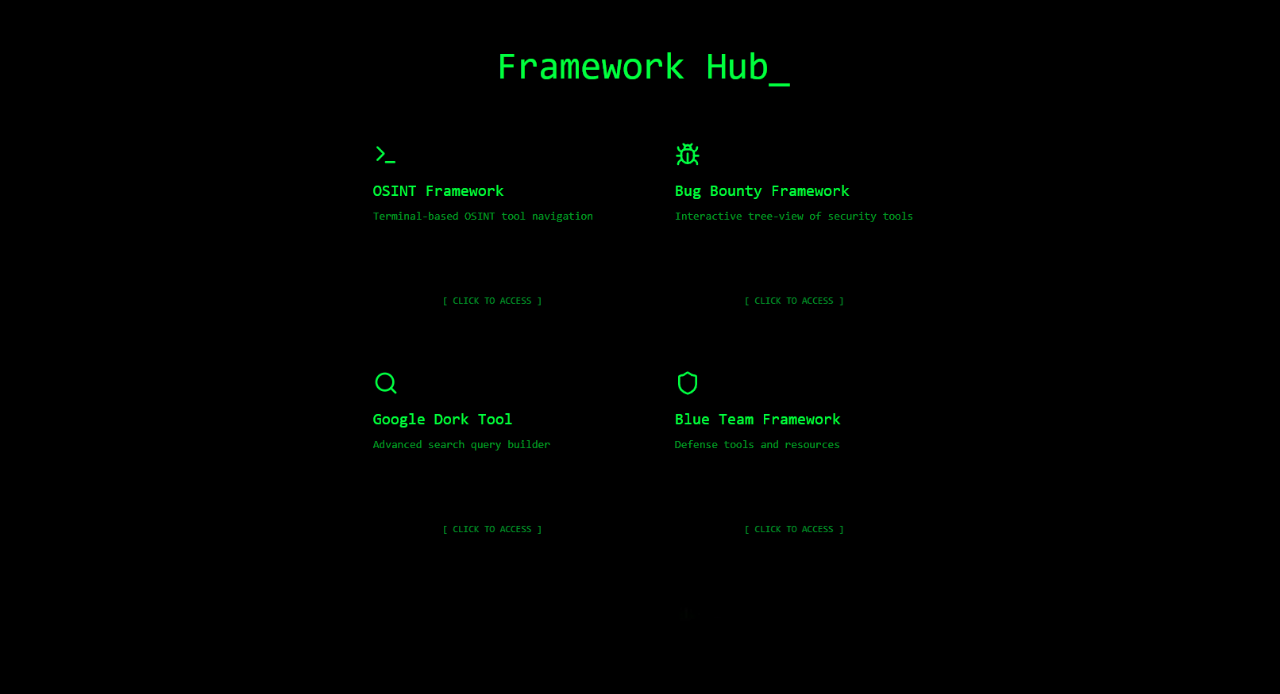 Framework Hub_
OSINT Framework
Terminal-based OSINT tool navigation
[ CLICK TO ACCESS ]
Bug Bounty Framework
Interactive tree-view of security tools
[ CLICK TO ACCESS ]
Google Dork Tool
Advanced search query builder
[ CLICK TO ACCESS ]
Blue Team Framework
Defense tools and resources
[ CLICK TO ACCESS ]